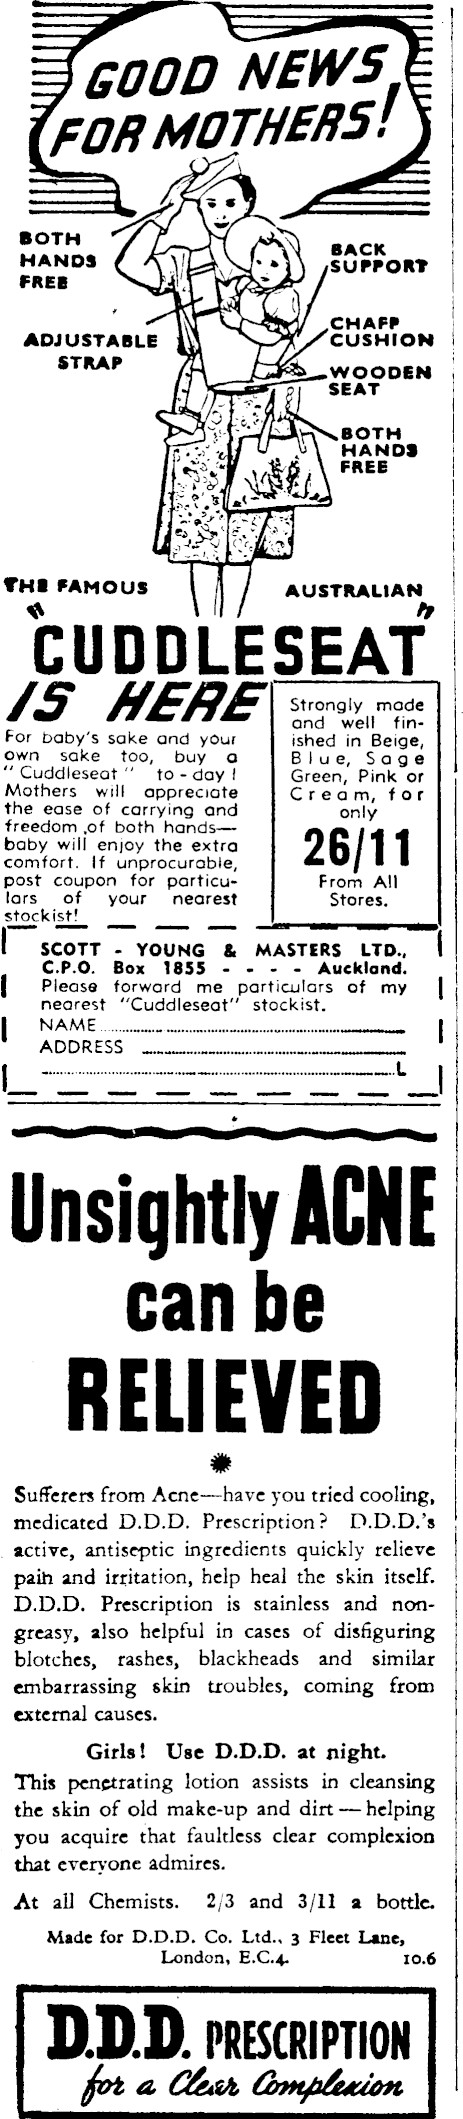 GOOD NEWS
FOR MOTHERS!
BOTH
HANDS
FREE
ADJUSTABLE
STRAP
BACK
SUPPORT
CHAFF
CUSHION
WOODEN
SEAT
BOTH
HANDS
FREE
THE FAMOUS
AUSTRALIAN
"CUDDLESEAT"
IS HERE
For baby's sake and your
own sake too, buy a
"Cuddleseat" to-day!
Mothers will appreciate
the ease of carrying and
freedom of both hands—
baby will enjoy the extra
comfort. If unprocurable,
post coupon for particu-
lars of your nearest
stockist!
Strongly made
and well fin-
ished in Beige,
Blue, Sage
Green, Pink or
Cream, for
only
26/11
From All
Stores.
SCOTT - YOUNG & MASTERS LTD.,
C.P.O. Box 1855 - - - - Auckland.
Please forward me particulars of my
nearest "Cuddleseat" stockist.
NAME
ADDRESS
L
Unsightly ACNE
can be
RELIEVED
Sufferers from Acne—have you tried cooling,
medicated D.D.D. Prescription? D.D.D.'s
active, antiseptic ingredients quickly relieve
pain and irritation, help heal the skin itself.
D.D.D. Prescription is stainless and non-
greasy, also helpful in cases of disfiguring
blotches, rashes, blackheads and similar
embarrassing skin troubles, coming from
external causes.
Girls! Use D.D.D. at night.
This penetrating lotion assists in cleansing
the skin of old make-up and dirt — helping
you acquire that faultless clear complexion
that everyone admires.
At all Chemists. 2/3 and 3/11 a bottle.
Made for D.D.D. Co. Ltd., 3 Fleet Lane,
London, E.C.4. 10.6
D.D.D. PRESCRIPTION
for a Clear Complexion